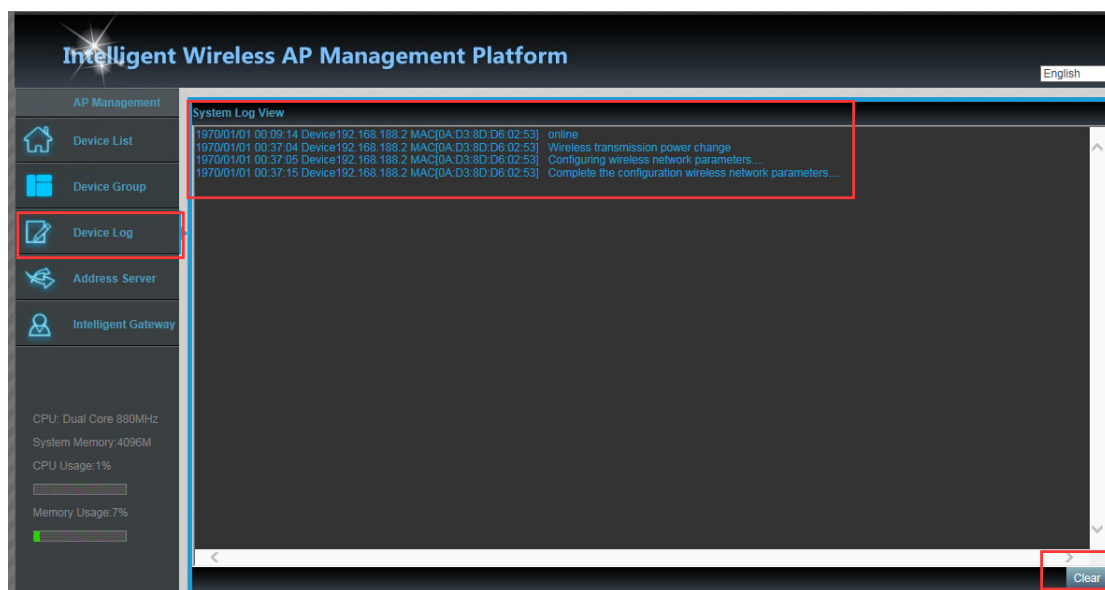 Intelligent Wireless AP Management Platform
English
AP Management
Device List
Device Group
Device Log
Address Server
Intelligent Gateway
CPU: Dual Core 880MHz
System Memory:4096M
CPU Usage:1%
Memory Usage:7%
System Log View
1970/01/01 00:09:14 Device192.168.188.2 MAC[0A:D3:8D:D6:02:53] online
1970/01/01 00:37:04 Device192.168.188.2 MAC[0A:D3:8D:D6:02:53] Wireless transmission power change
1970/01/01 00:37:05 Device192.168.188.2 MAC[0A:D3:8D:D6:02:53] Configuring wireless network parameters....
1970/01/01 00:37:15 Device192.168.188.2 MAC[0A:D3:8D:D6:02:53] Complete the configuration wireless network parameters....
Clear